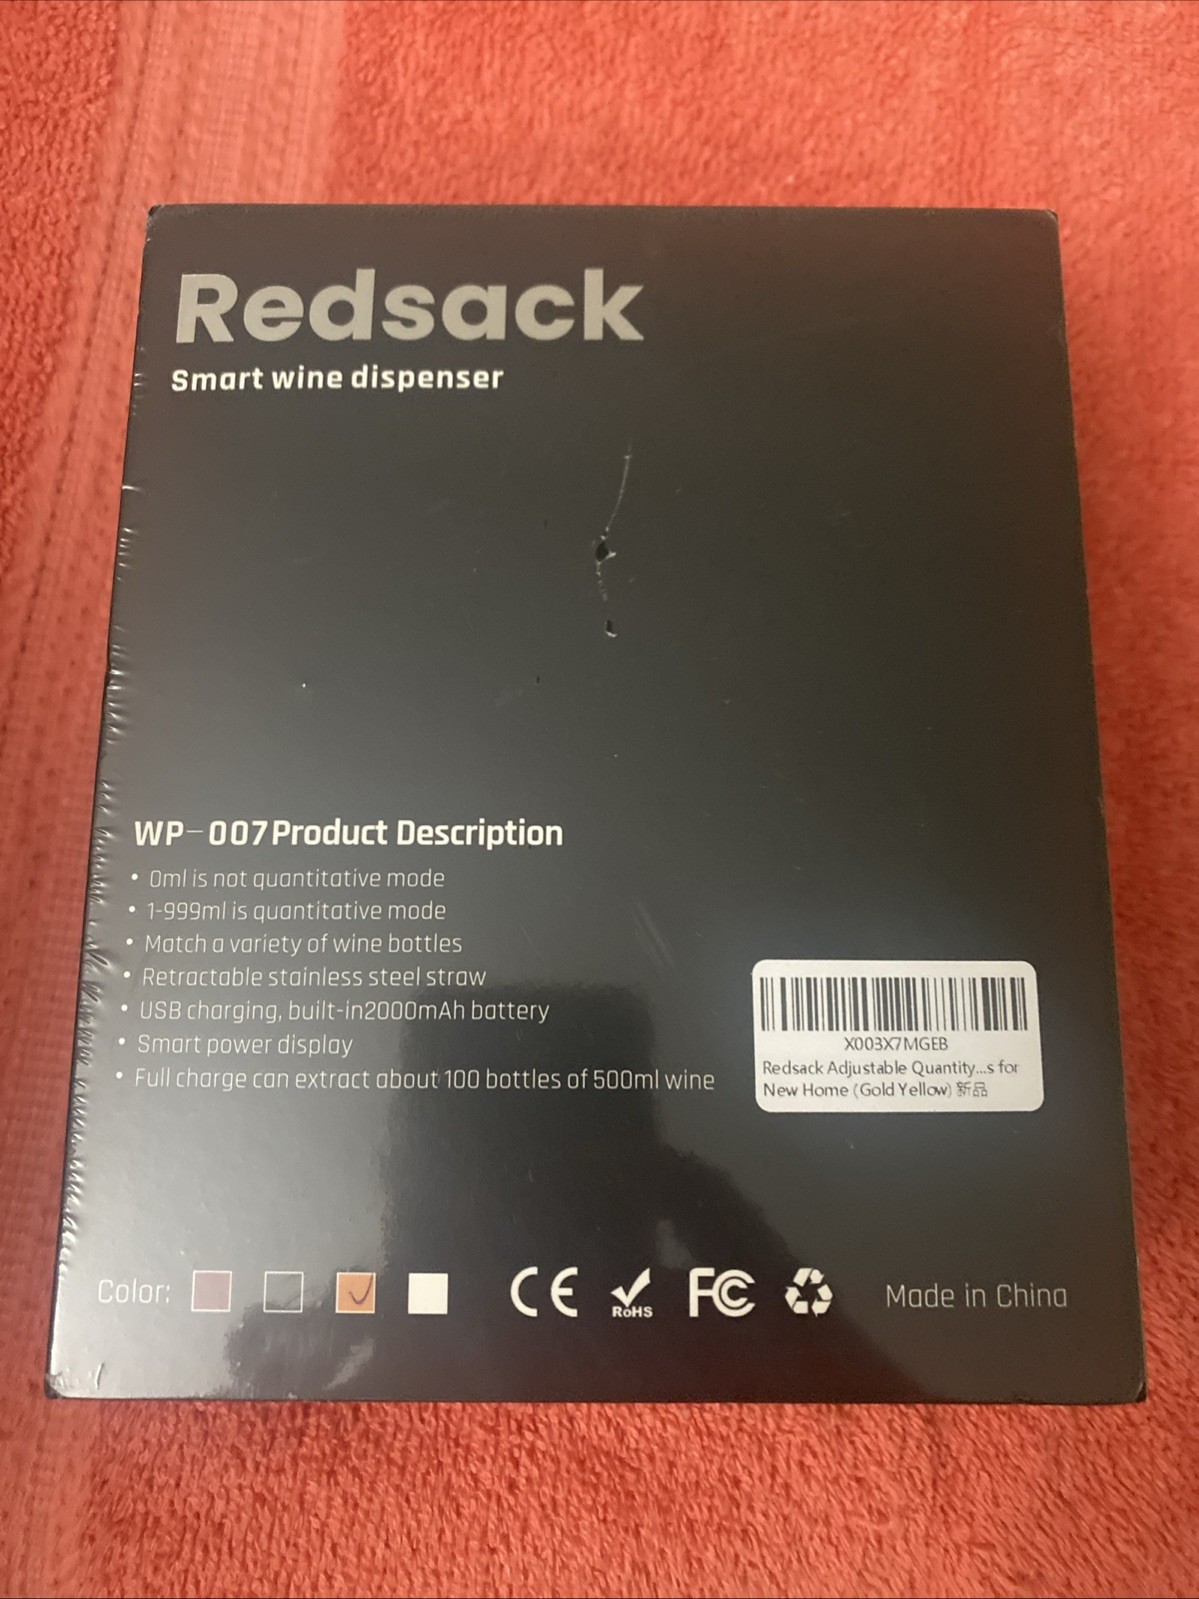 Redsack
Smart wine dispenser
WP-007 Product Description
• 0ml is not quantitative mode
• 1-999ml is quantitative mode
• Match a variety of wine bottles
• Retractable stainless steel straw
• USB charging, built-in2000mAh battery
• Smart power display
• Full charge can extract about 100 bottles of 500ml wine
X003X7MGEB
Redsack Adjustable Quantity...s for
New Home (Gold Yellow) 新品
Color:
CE
RoHS
FC
Made in China